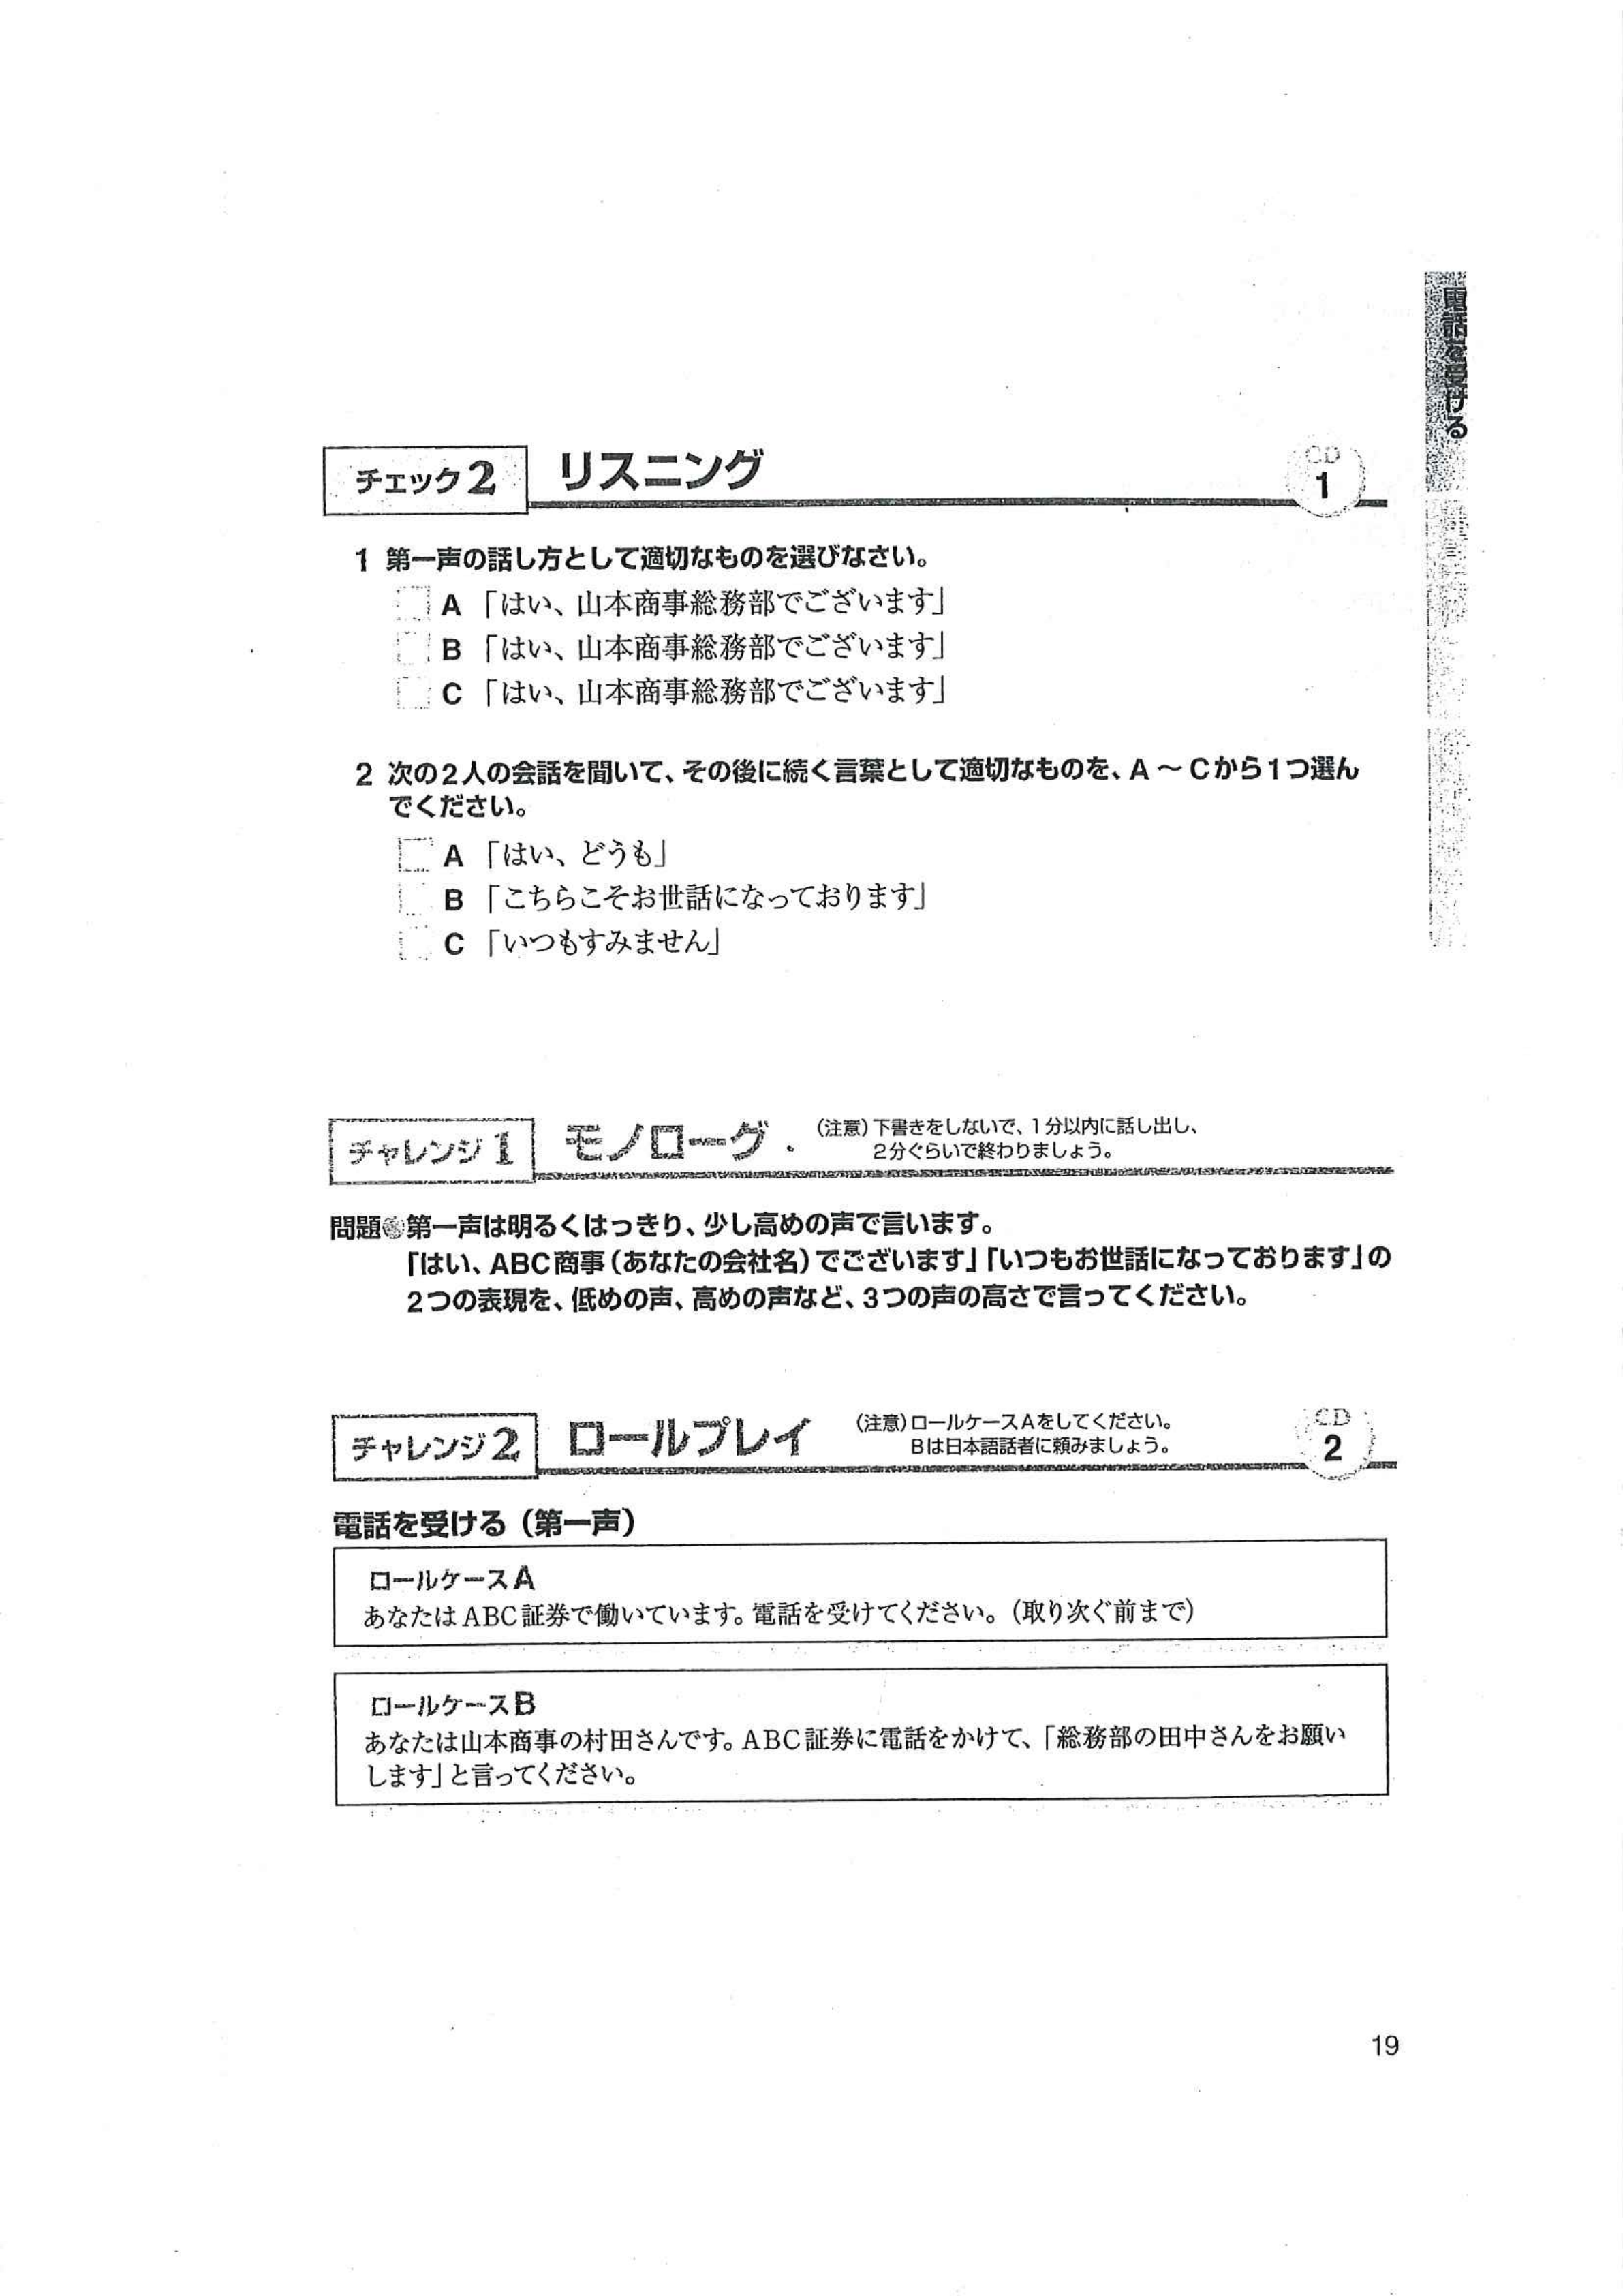 電話を受ける
チェック2 リスニング CD 1
1 第一声の話し方として適切なものを選びなさい。
A 「はい、山本商事総務部でございます」
B 「はい、山本商事総務部でございます」
C 「はい、山本商事総務部でございます」
2 次の2人の会話を聞いて、その後に続く言葉として適切なものを、A～Cから1つ選ん
でください。
A 「はい、どうも」
B 「こちらこそお世話になっております」
C 「いつもすみません」
チャレンジ1 モノローグ (注意)下書きをしないで、1分以内に話し出し、
2分ぐらいで終わりましょう。
問題 第一声は明るくはっきり、少し高めの声で言います。
「はい、ABC商事(あなたの会社名)でございます」「いつもお世話になっております」の
2つの表現を、低めの声、高めの声など、3つの声の高さで言ってください。
チャレンジ2 ロールプレイ (注意)ロールケースAをしてください。
Bは日本語話者に頼みましょう。
CD 2
電話を受ける(第一声)
ロールケースA
あなたはABC証券で働いています。電話を受けてください。(取り次ぐ前まで)
ロールケースB
あなたは山本商事の村田さんです。ABC証券に電話をかけて、「総務部の田中さんをお願い
します」と言ってください。
19